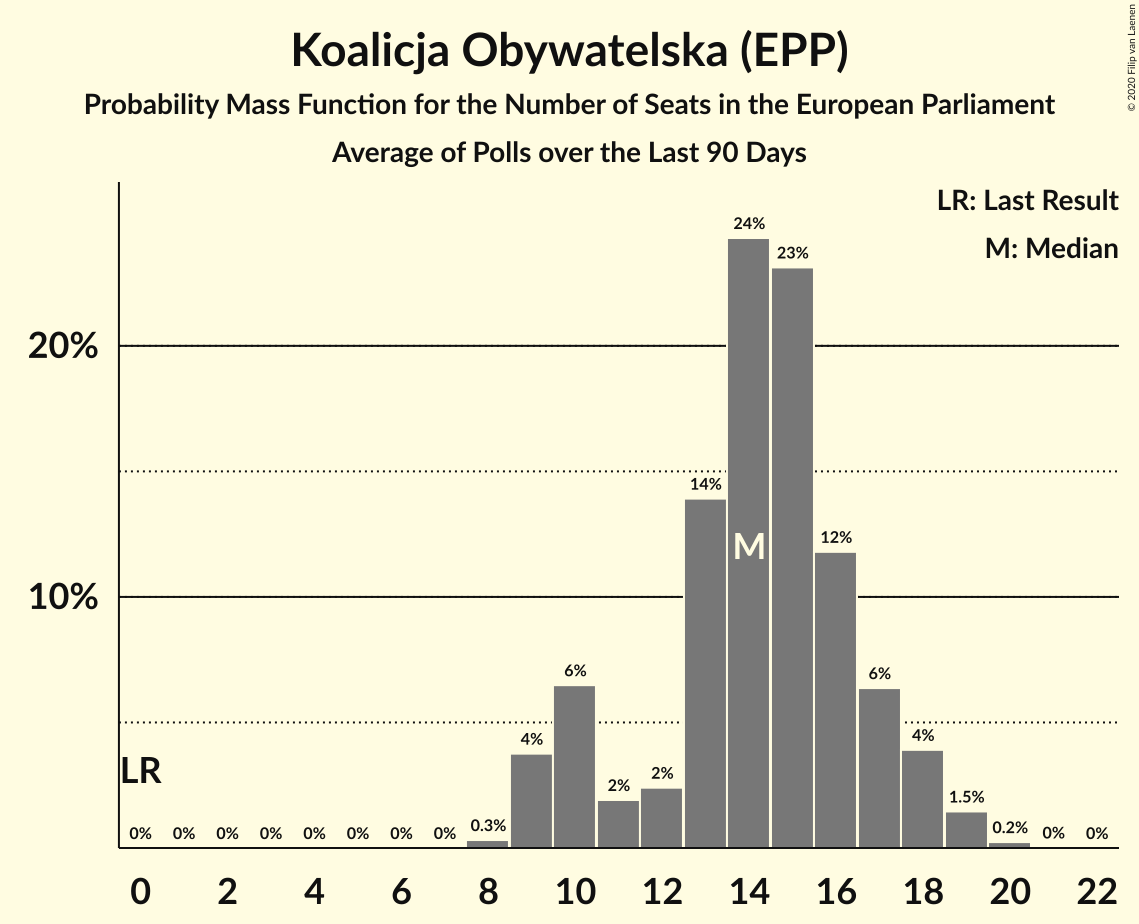 Koalicja Obywatelska (EPP)
Probability Mass Function for the Number of Seats in the European Parliament
Average of Polls over the Last 90 Days
© 2020 Filip van Laenen
LR: Last Result
M: Median
24%
23%
20%
14%
M
12%
10%
6%
6%
4%
4%
LR
2%
2%
1.5%
0% 0% 0% 0% 0% 0% 0% 0% 0.3% 0.2% 0% 0%
0 2 4 6 8 10 12 14 16 18 20 22